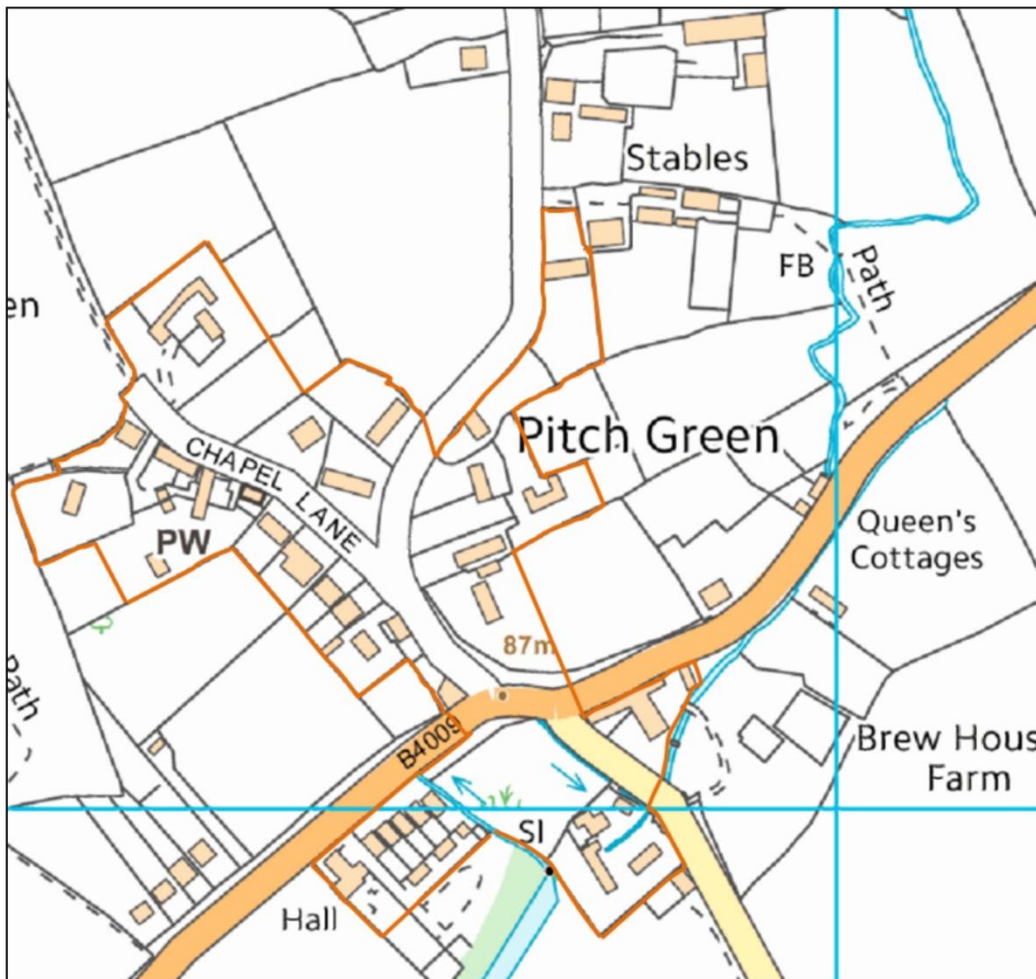 Stables
FB
Path
en
Pitch Green
CHAPEL LANE
PW
Queen's
Cottages
87m
Path
B4009
Brew Hous
Farm
SI
Hall